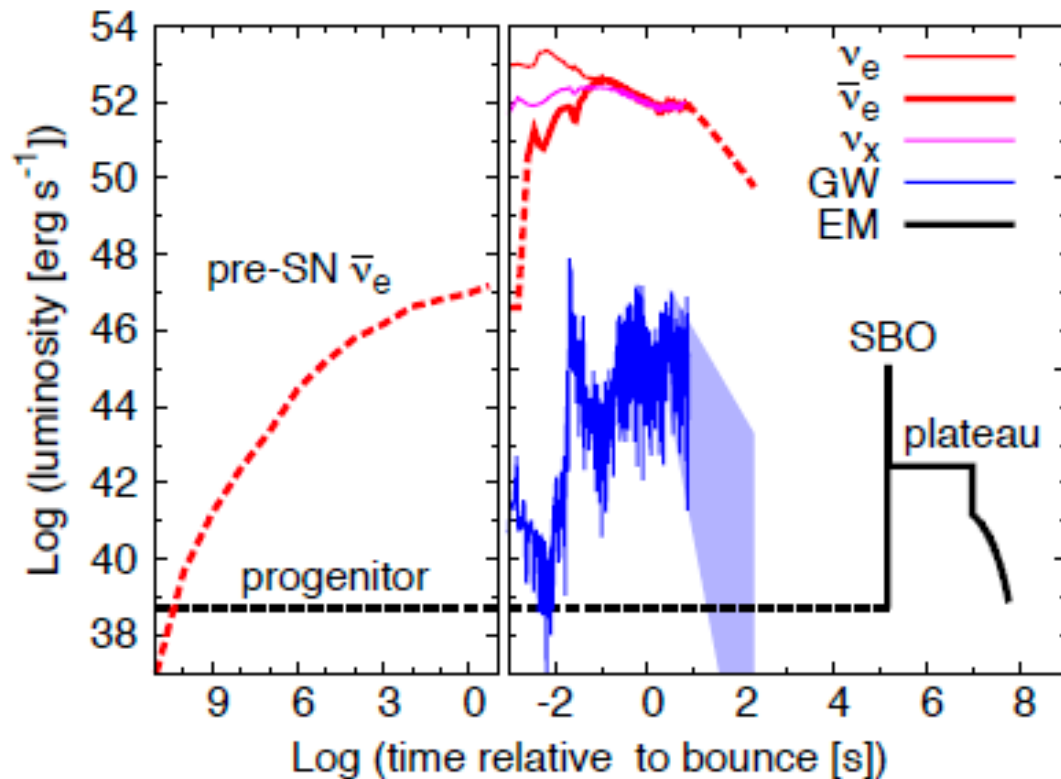 Log (luminosity [erg s⁻¹])
54
52
50
48
46
44
42
40
38
pre-SN ν̄ₑ
progenitor
νₑ
ν̄ₑ
νₓ
GW
EM
SBO
plateau
9 6 3 0 -2 0 2 4 6 8
Log (time relative to bounce [s])